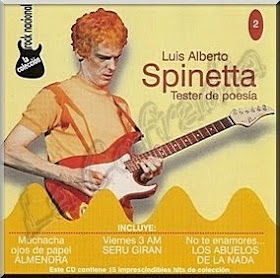 rock nacional
la
colección
2
Luis Alberto
Spinetta
Tester de poesía
INCLUYE:
Muchacha
ojos de papel
ALMENDRA
Viernes 3 AM
SERU GIRAN
No te enamores...
LOS ABUELOS
DE LA NADA
Este CD contiene 15 imprescindibles hits de colección